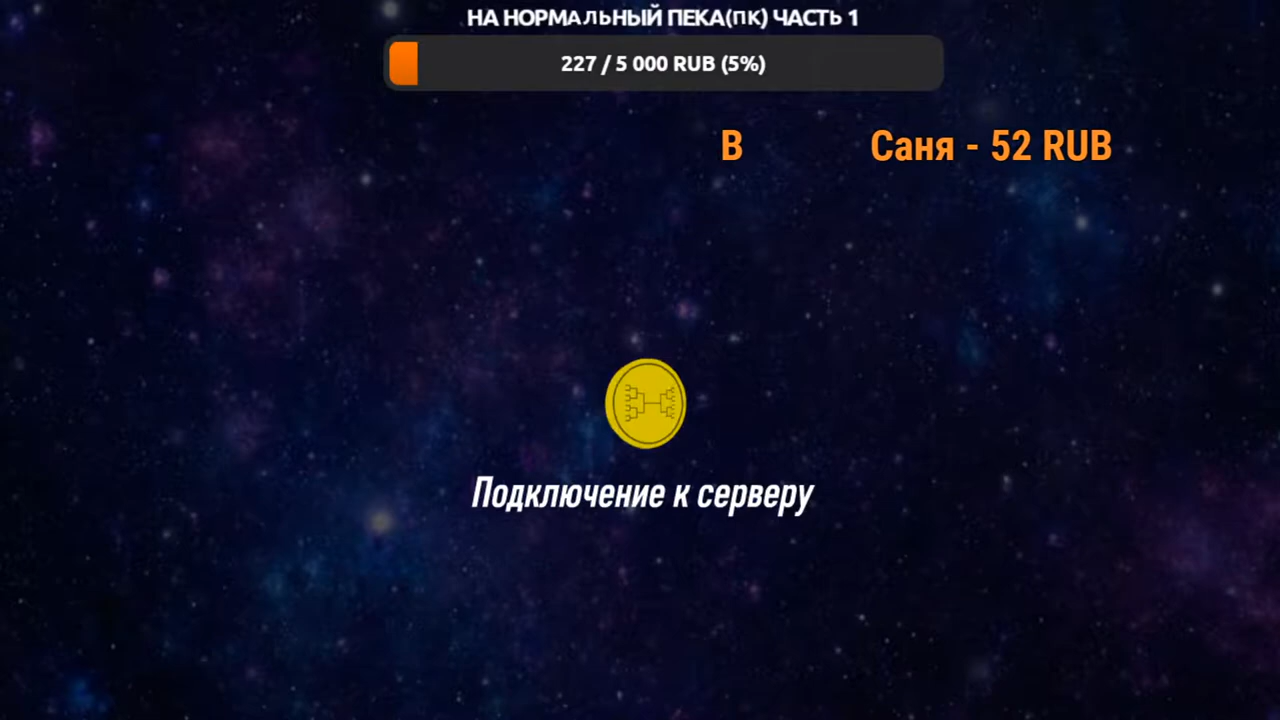 НА НОРМАЛЬНЫЙ ПЕКА(ПК) ЧАСТЬ 1
227 / 5 000 RUB (5%)
В Саня - 52 RUB
Подключение к серверу